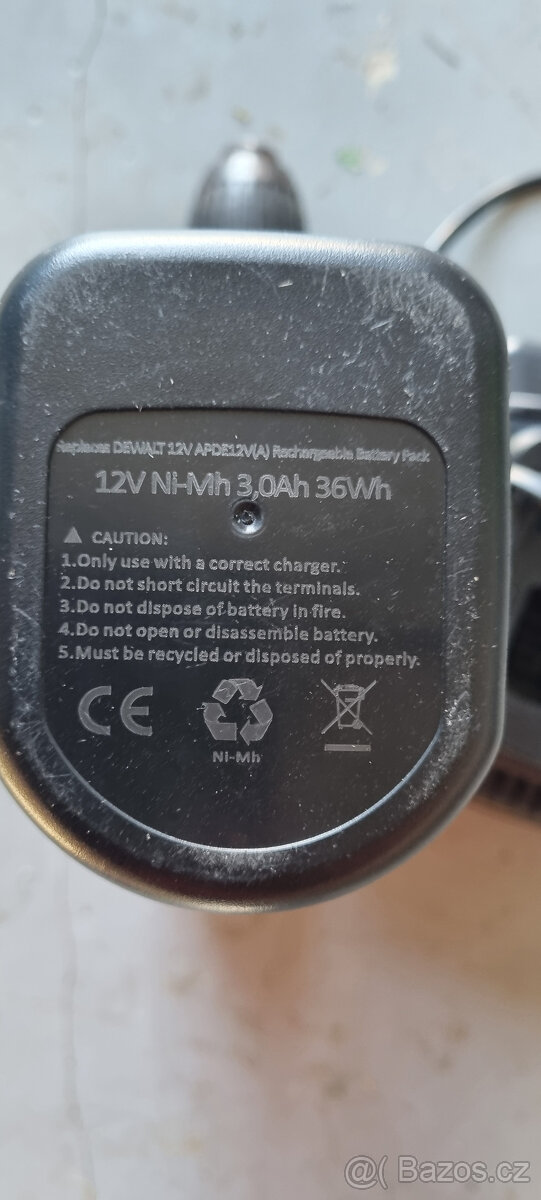 Replaces DEWALT 12V APDE12V(A) Rechargeable Battery Pack
12V Ni-Mh 3,0Ah 36Wh
CAUTION:
1.Only use with a correct charger.
2.Do not short circuit the terminals.
3.Do not dispose of battery in fire.
4.Do not open or disassemble battery.
5.Must be recycled or disposed of properly.
CE
Ni-Mh
@( Bazos.cz